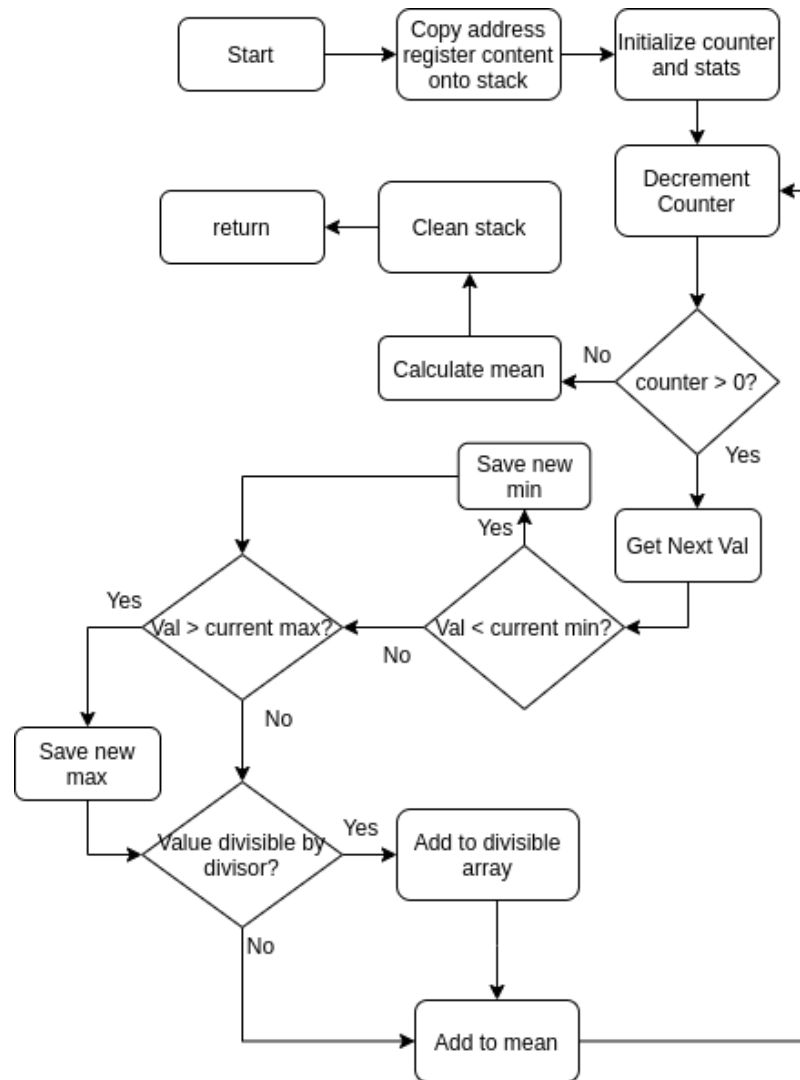 Start
Copy address
register content
onto stack
Initialize counter
and stats
Decrement
Counter
return
Clean stack
Calculate mean
No
counter > 0?
Yes
Save new
min
Yes
Get Next Val
Yes
Val > current max?
No
Val < current min?
No
Save new
max
Value divisible by
divisor?
Yes
Add to divisible
array
No
Add to mean